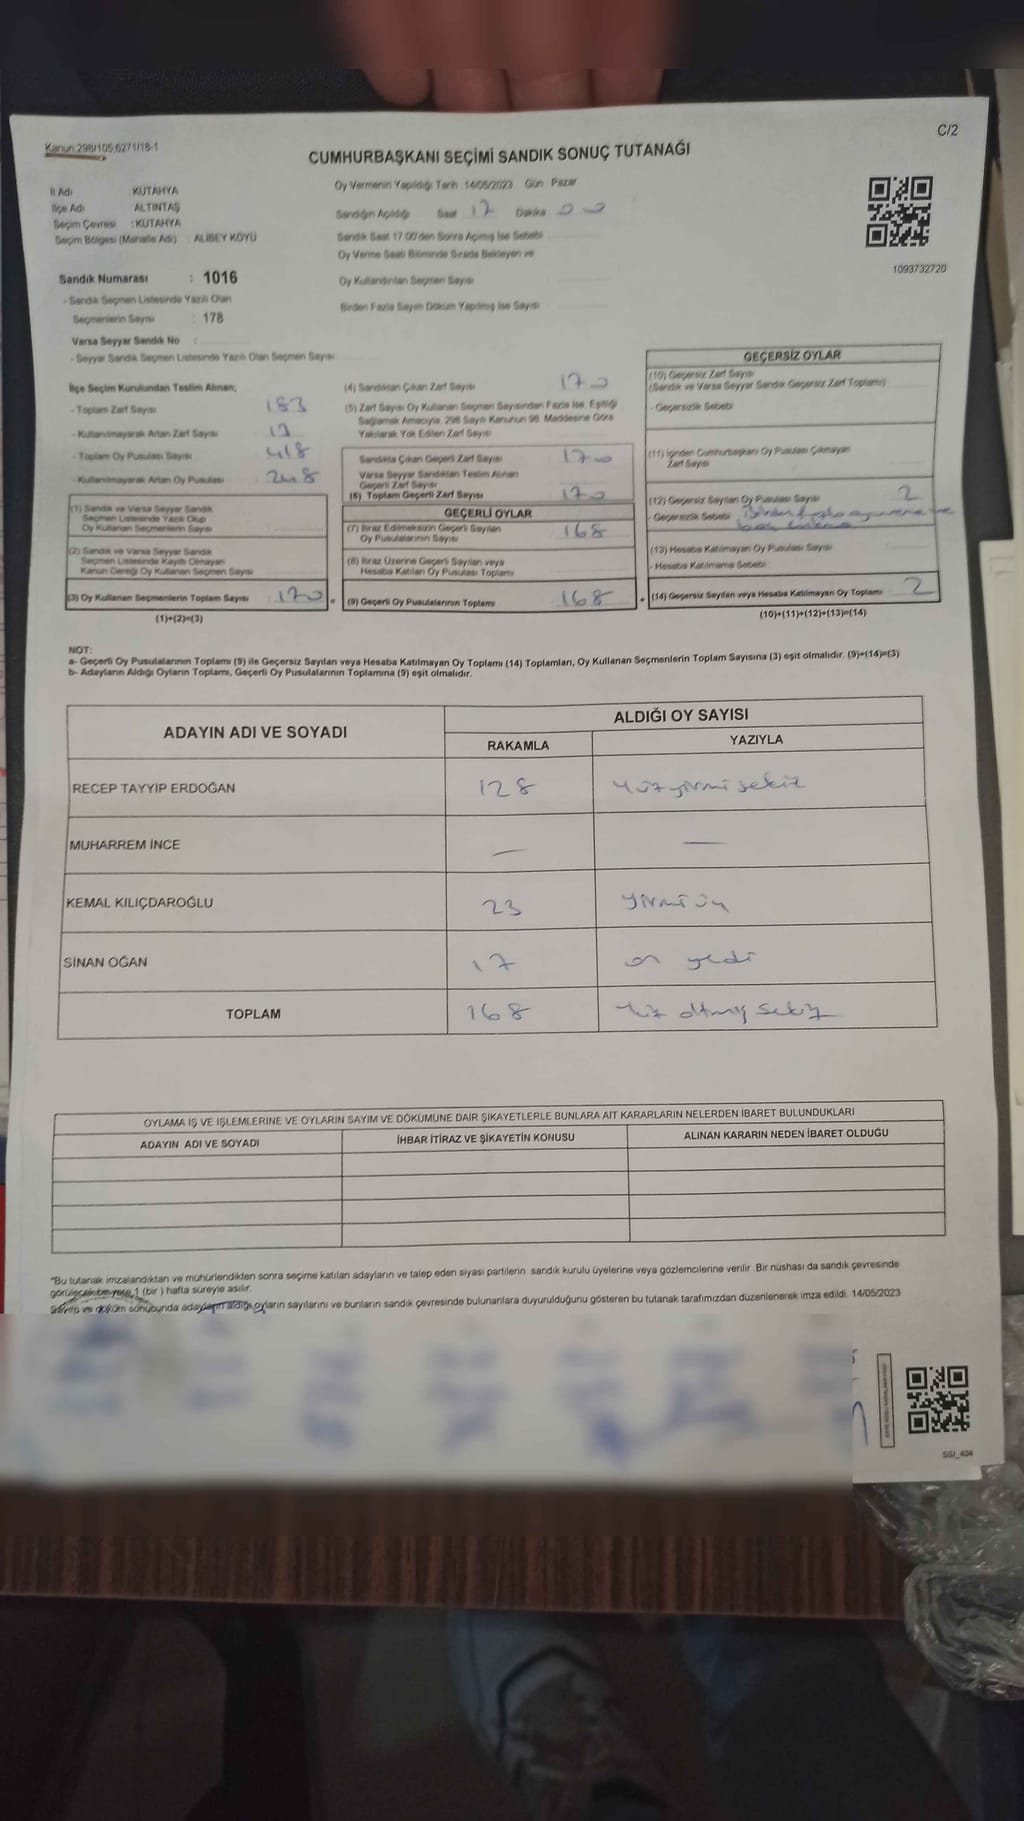 C/2
Kanun:298/105,6271/18-1
CUMHURBAŞKANI SEÇİMİ SANDIK SONUÇ TUTANAĞI
İl Adı KÜTAHYA
İlçe Adı ALTINTAŞ
Seçim Çevresi : KÜTAHYA
Seçim Bölgesi (Mahalle Adı) : ALİBEY KÖYÜ
Oy Vermenin Yapıldığı Tarih : 14/05/2023 Gün : Pazar
Sandığın Açıldığı Saat 17 Dakika 00
Sandık Saat 17:00'den Sonra Açımış İse Sebebi
Oy Verme Saati Bitiminde Sırada Bekleyen ve
Oy Kullandırılan Seçmen Sayısı
Birden Fazla Sayım Döküm Yapılmış İse Sayısı
1093732720
Sandık Numarası : 1016
- Sandık Seçmen Listesinde Yazılı Olan
Seçmenlerin Sayısı : 178
Varsa Seyyar Sandık No :
- Seyyar Sandık Seçmen Listesinde Yazılı Olan Seçmen Sayısı
İlçe Seçim Kurulundan Teslim Alınan;
- Toplam Zarf Sayısı 183
- Kullanılmayarak Artan Zarf Sayısı 13
- Toplam Oy Pusulası Sayısı 418
- Kullanılmayarak Artan Oy Pusulası 248
(1) Sandık ve Varsa Seyyar Sandık
Seçmen Listesinde Yazılı Olup
Oy Kullanan Seçmenlerin Sayısı
(2) Sandık ve Varsa Seyyar Sandık
Seçmen Listesinde Kayıtlı Olmayan
Kanun Gereği Oy Kullanan Seçmen Sayısı
(3) Oy Kullanan Seçmenlerin Toplam Sayısı 170 =
(1)+(2)=(3)
(4) Sandıktan Çıkan Zarf Sayısı 170
(5) Zarf Sayısı Oy Kullanan Seçmen Sayısından Fazla İse, Eşitliği
Sağlamak Amacıyla, 298 Sayılı Kanunun 98. Maddesine Göre
Yakılarak Yok Edilen Zarf Sayısı
Sandıkta Çıkan Geçerli Zarf Sayısı 170
Varsa Seyyar Sandıktan Teslim Alınan
Geçerli Zarf Sayısı
(6) Toplam Geçerli Zarf Sayısı 170
GEÇERLİ OYLAR
(7) İtiraz Edilmeksizin Geçerli Sayılan
Oy Pusulalarının Sayısı 168
(8) İtiraz Üzerine Geçerli Sayılan veya
Hesaba Katılan Oy Pusulası Toplamı
(9) Geçerli Oy Pusulalarının Toplamı 168 +
GEÇERSİZ OYLAR
(10) Geçersiz Zarf Sayısı
(Sandık ve Varsa Seyyar Sandık Geçersiz Zarf Toplamı)
- Geçersizlik Sebebi
(11) İçinden Cumhurbaşkanı Oy Pusulası Çıkmayan
Zarf Sayısı
(12) Geçersiz Sayılan Oy Pusulası Sayısı 2
- Geçersizlik Sebebi Birden fazla
(13) Hesaba Katılmayan Oy Pusulası Sayısı
- Hesaba Katılmama Sebebi
(14) Geçersiz Sayılan veya Hesaba Katılmayan Oy Toplamı 2
(10)+(11)+(12)+(13)=(14)
NOT:
a- Geçerli Oy Pusulalarının Toplamı (9) ile Geçersiz Sayılan veya Hesaba Katılmayan Oy Toplamı (14) Toplamları, Oy Kullanan Seçmenlerin Toplam Sayısına (3) eşit olmalıdır. (9)+(14)=(3)
b- Adayların Aldığı Oyların Toplamı, Geçerli Oy Pusulalarının Toplamına (9) eşit olmalıdır.
ADAYIN ADI VE SOYADI
ALDIĞI OY SAYISI
RAKAMLA YAZIYLA
RECEP TAYYİP ERDOĞAN 128 Yüz yirmi sekiz
MUHARREM İNCE — —
KEMAL KILIÇDAROĞLU 23 yirmi üç
SİNAN OĞAN 17 on yedi
TOPLAM 168 Yüz altmış sekiz
OYLAMA İŞ VE İŞLEMLERİNE VE OYLARIN SAYIM VE DÖKÜMÜNE DAİR ŞİKAYETLERLE BUNLARA AİT KARARLARIN NELERDEN İBARET BULUNDUKLARI
ADAYIN ADI VE SOYADI İHBAR İTİRAZ VE ŞİKAYETİN KONUSU ALINAN KARARIN NEDEN İBARET OLDUĞU
"Bu tutanak imzalandıktan ve mühürlendikten sonra seçime katılan adayların ve talep eden siyasi partilerin sandık kurulu üyelerine veya gözlemcilerine verilir. Bir nüshası da sandık çevresinde
görülecek bir yere 1 (bir ) hafta süreyle asılır.
Sayım ve döküm sonucunda adayların aldığı oyların sayılarını ve bunların sandık çevresinde bulunanlara duyurulduğunu gösteren bu tutanak tarafımızdan düzenlenerek imza edildi. 14/05/2023
SSI_404